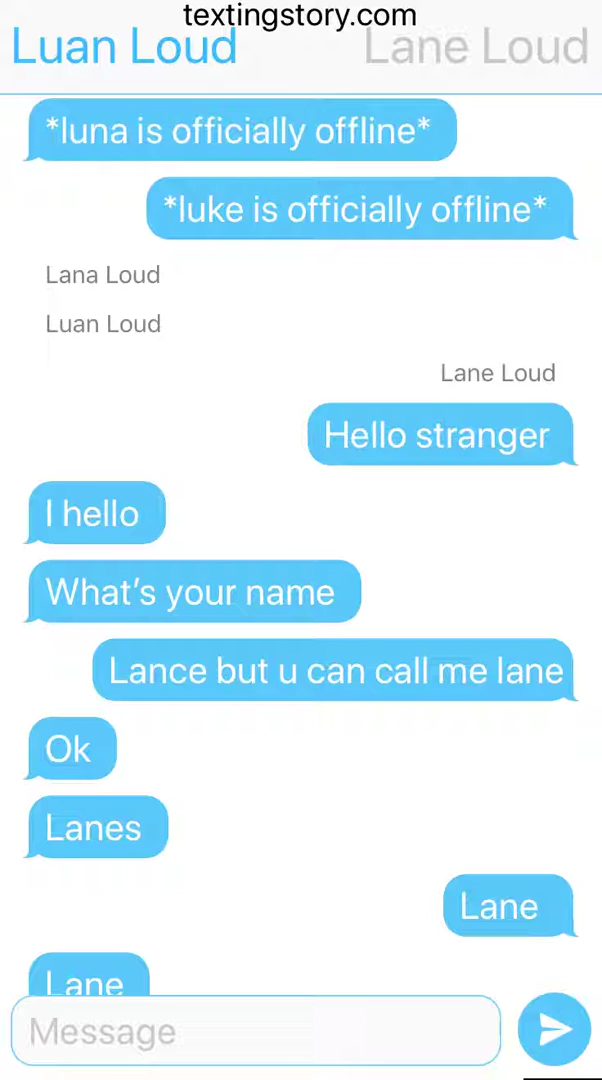 textingstory.com
Luan Loud
Lane Loud
*luna is officially offline*
*luke is officially offline*
Lana Loud
Luan Loud
Lane Loud
Hello stranger
I hello
What’s your name
Lance but u can call me lane
Ok
Lanes
Lane
Lane
Message